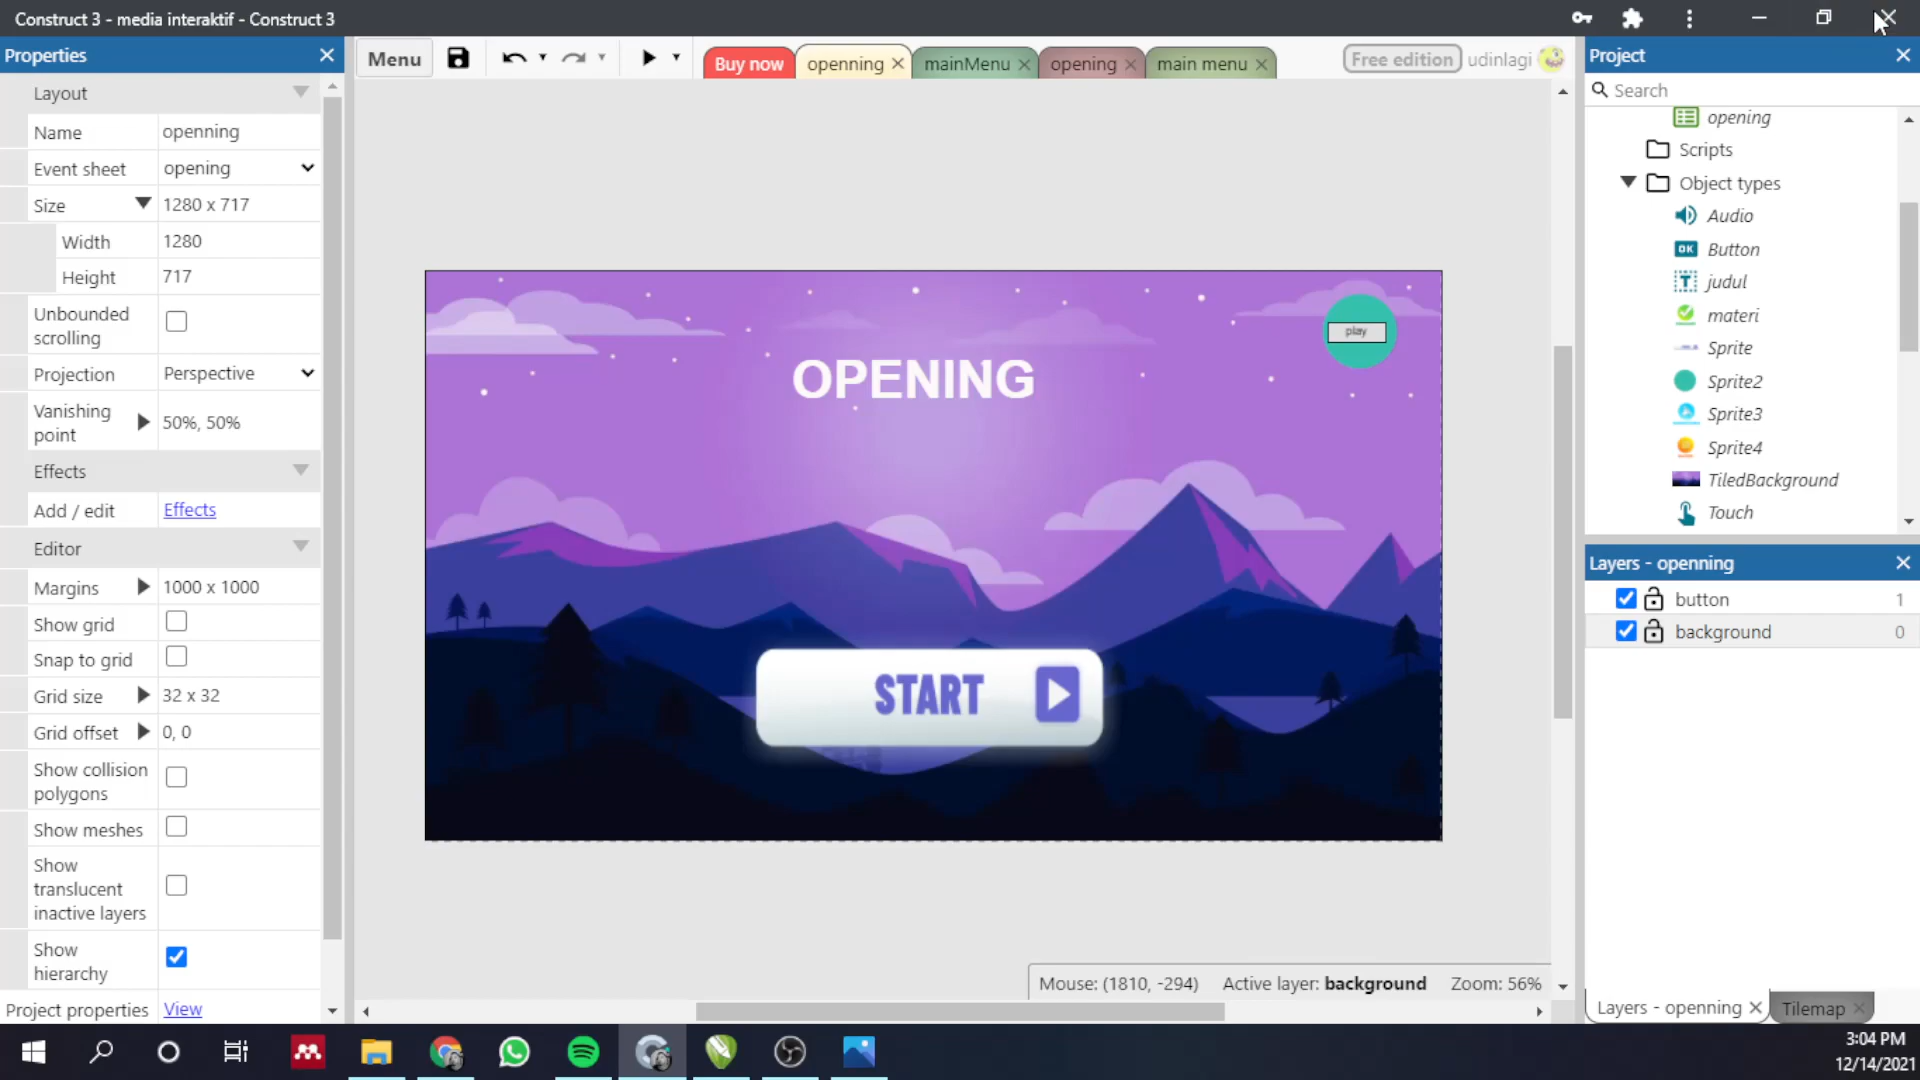 Construct 3 - media interaktif - Construct 3
Properties
Menu
Buy now
openning
mainMenu
opening
main menu
Free edition
udinlagi
Project
Search
Layout
Name openning
Event sheet opening
Size 1280 x 717
Width 1280
Height 717
Unbounded
scrolling
Projection Perspective
Vanishing
point 50%, 50%
Effects
Add / edit Effects
Editor
Margins 1000 x 1000
Show grid
Snap to grid
Grid size 32 x 32
Grid offset 0, 0
Show collision
polygons
Show meshes
Show
translucent
inactive layers
Show
hierarchy
Project properties View
play
OPENING
START
Mouse: (1810, -294) Active layer: background Zoom: 56%
opening
Scripts
Object types
Audio
OK Button
T judul
materi
Sprite
Sprite2
Sprite3
Sprite4
TiledBackground
Touch
Layers - openning
button 1
background 0
Layers - openning
Tilemap
3:04 PM
12/14/2021